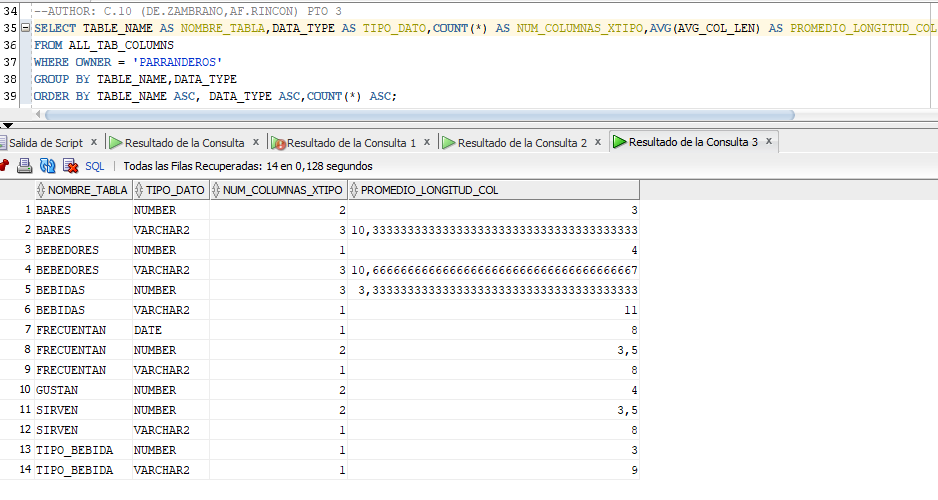 34 --AUTHOR: C.10 (DE.ZAMBRANO,AF.RINCON) PTO 3
35 SELECT TABLE_NAME AS NOMBRE_TABLA,DATA_TYPE AS TIPO_DATO,COUNT(*) AS NUM_COLUMNAS_XTIPO,AVG(AVG_COL_LEN) AS PROMEDIO_LONGITUD_COL
36 FROM ALL_TAB_COLUMNS
37 WHERE OWNER = 'PARRANDEROS'
38 GROUP BY TABLE_NAME,DATA_TYPE
39 ORDER BY TABLE_NAME ASC, DATA_TYPE ASC,COUNT(*) ASC;
Salida de Script x Resultado de la Consulta x Resultado de la Consulta 1 x Resultado de la Consulta 2 x Resultado de la Consulta 3 x
SQL | Todas las Filas Recuperadas: 14 en 0,128 segundos
NOMBRE_TABLA TIPO_DATO NUM_COLUMNAS_XTIPO PROMEDIO_LONGITUD_COL
1 BARES NUMBER 2 3
2 BARES VARCHAR2 3 10,3333333333333333333333333333333333333
3 BEBEDORES NUMBER 1 4
4 BEBEDORES VARCHAR2 3 10,6666666666666666666666666666666666667
5 BEBIDAS NUMBER 3 3,33333333333333333333333333333333333333
6 BEBIDAS VARCHAR2 1 11
7 FRECUENTAN DATE 1 8
8 FRECUENTAN NUMBER 2 3,5
9 FRECUENTAN VARCHAR2 1 8
10 GUSTAN NUMBER 2 4
11 SIRVEN NUMBER 2 3,5
12 SIRVEN VARCHAR2 1 8
13 TIPO_BEBIDA NUMBER 1 3
14 TIPO_BEBIDA VARCHAR2 1 9